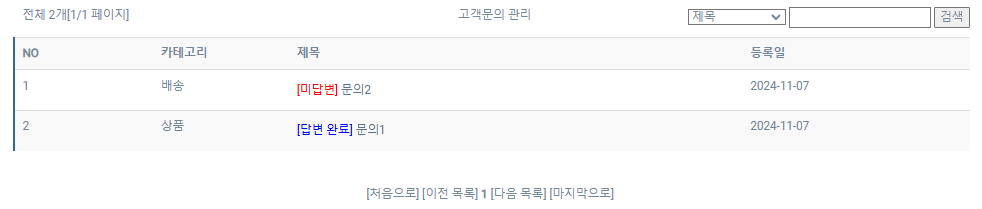 전체 2개[1/1 페이지] 고객문의 관리 제목 검색
NO 카테고리 제목 등록일
1 배송 [미답변] 문의2 2024-11-07
2 상품 [답변 완료] 문의1 2024-11-07
[처음으로] [이전 목록] 1 [다음 목록] [마지막으로]